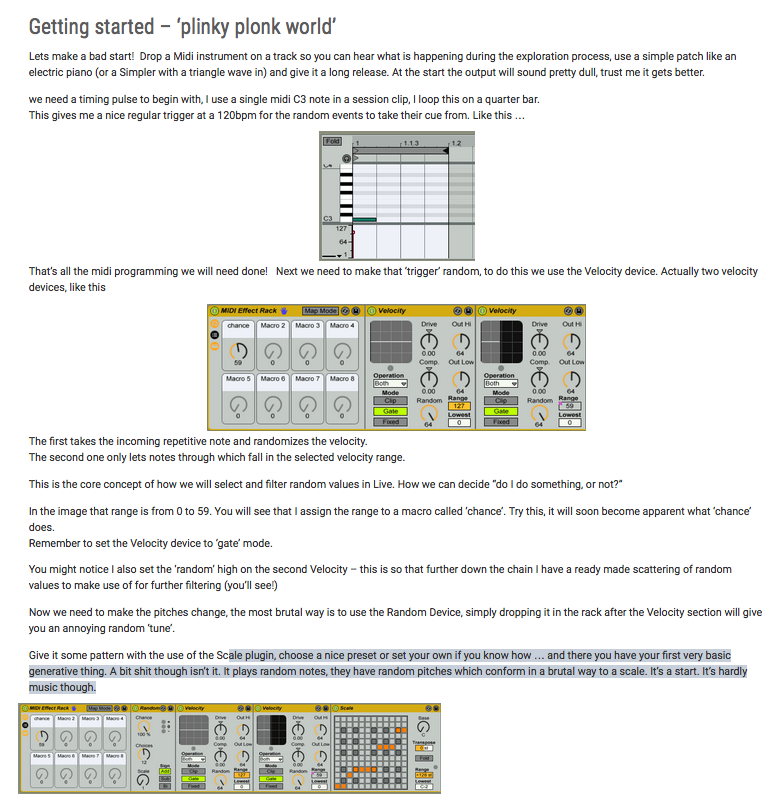 Getting started – ‘plinky plonk world’
Lets make a bad start!  Drop a Midi instrument on a track so you can hear what is happening during the exploration process, use a simple patch like an
electric piano (or a Simpler with a triangle wave in) and give it a long release. At the start the output will sound pretty dull, trust me it gets better.
we need a timing pulse to begin with, I use a single midi C3 note in a session clip, I loop this on a quarter bar.
This gives me a nice regular trigger at a 120bpm for the random events to take their cue from. Like this …
Fold 1 1.1.3 1.2
C4
C3
127
64
1
That’s all the midi programming we will need done!   Next we need to make that ‘trigger’ random, to do this we use the Velocity device. Actually two velocity
devices, like this
MIDI Effect Rack Map Mode Velocity Velocity
chance Macro 2 Macro 3 Macro 4 Drive Out Hi Drive Out Hi
0.00 64 0.00 64
59 0 0 0 Comp. Out Low Comp. Out Low
Macro 5 Macro 6 Macro 7 Macro 8 Operation Operation
Both 0.00 64 Both 0.00 64
Mode Random Range Mode Random Range
Clip 127 Clip 59
Gate Lowest Gate Lowest
0 0 0 0 Fixed 64 0 Fixed 64 0
The first takes the incoming repetitive note and randomizes the velocity.
The second one only lets notes through which fall in the selected velocity range.
This is the core concept of how we will select and filter random values in Live. How we can decide “do I do something, or not?”
In the image that range is from 0 to 59. You will see that I assign the range to a macro called ‘chance’. Try this, it will soon become apparent what ‘chance’
does.
Remember to set the Velocity device to ‘gate’ mode.
You might notice I also set the ‘random’ high on the second Velocity – this is so that further down the chain I have a ready made scattering of random
values to make use of for further filtering (you’ll see!)
Now we need to make the pitches change, the most brutal way is to use the Random Device, simply dropping it in the rack after the Velocity section will give
you an annoying random ‘tune’.
Give it some pattern with the use of the Scale plugin, choose a nice preset or set your own if you know how … and there you have your first very basic
generative thing. A bit shit though isn’t it. It plays random notes, they have random pitches which conform in a brutal way to a scale. It’s a start. It’s hardly
music though.
MIDI Effect Rack Map Mode Random Velocity Velocity Scale
chance Macro 2 Macro 3 Macro 4 Chance Drive Out Hi Drive Out Hi Base
100 % 0.00 64 0.00 64 C
59 0 0 0 Choices Comp. Out Low Comp. Out Low Transpose
Macro 5 Macro 6 Macro 7 Macro 8 12 Operation Operation 0 st
Sign Both 0.00 64 Both 0.00 64 Fold
Scale Add Mode Random Range Mode Random Range Range
Sub Clip 127 Clip 59 +128 st
Bi Gate Lowest Gate Lowest Lowest
0 0 0 0 1 Fixed 64 0 Fixed 64 0 C-2